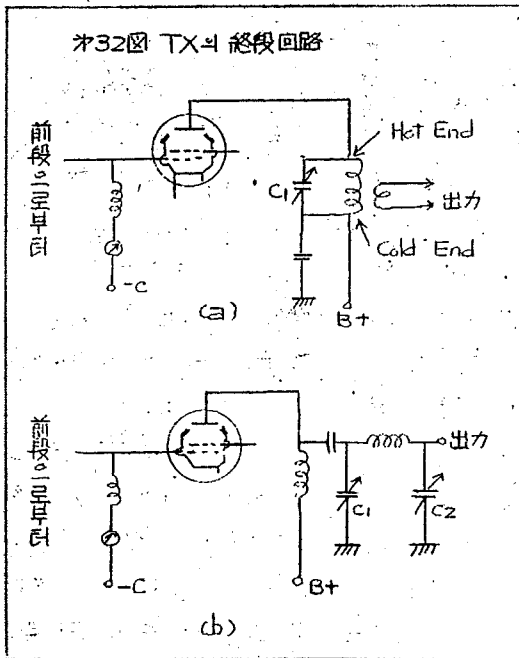 第32図 TX의 終段回路
前段으로부터
Hot End
C1
出力
Cold End
-C
B+
(a)
前段으로부터
出力
C1
C2
-C
B+
(b)